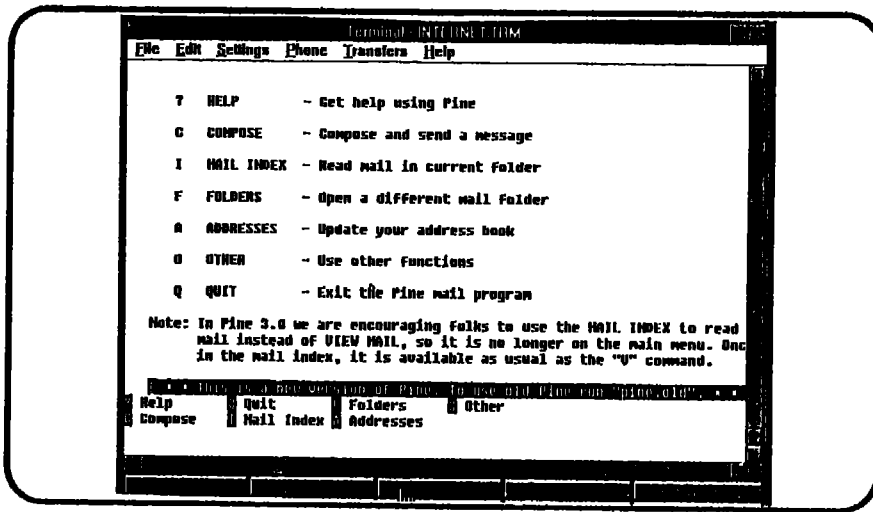 Terminal - INTERNET.TRM
File Edit Settings Phone Transfers Help
? HELP - Get help using Pine
C COMPOSE - Compose and send a message
I MAIL INDEX - Read mail in current folder
F FOLDERS - Open a different mail folder
A ADDRESSES - Update your address book
O OTHER - Use other functions
Q QUIT - Exit the Pine mail program
Note: In Pine 3.0 we are encouraging folks to use the MAIL INDEX to read
mail instead of VIEW MAIL, so it is no longer on the main menu. Onc
in the mail index, it is available as usual as the "V" command.
This is a new version of Pine. To use old Pine run "pine.old".
Help Quit Folders Other
Compose Mail Index Addresses